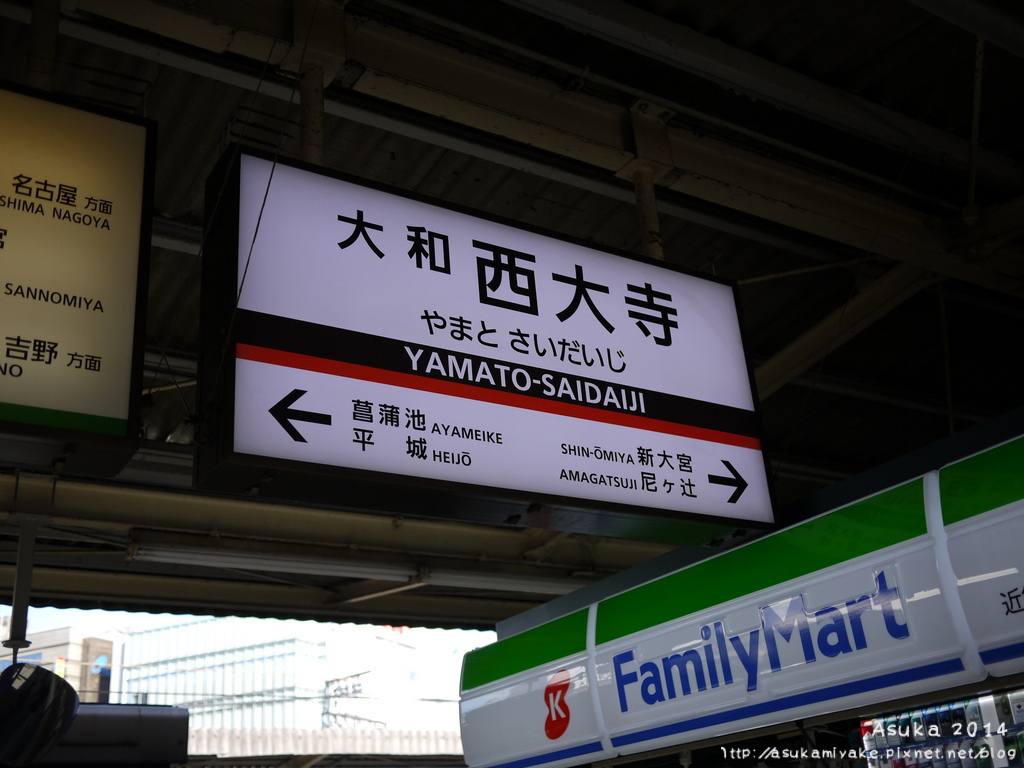 名古屋 方面
SHIMA NAGOYA
SANNOMIYA
吉野 方面
NO
大和西大寺
やまと さいだいじ
YAMATO-SAIDAIJI
← 菖蒲池 AYAMEIKE
平城 HEIJŌ
SHIN-ŌMIYA 新大宮 →
AMAGATSUJI 尼ヶ辻
K
FamilyMart
近
Asuka 2014
http://asukamiyake.pixnet.net/blog